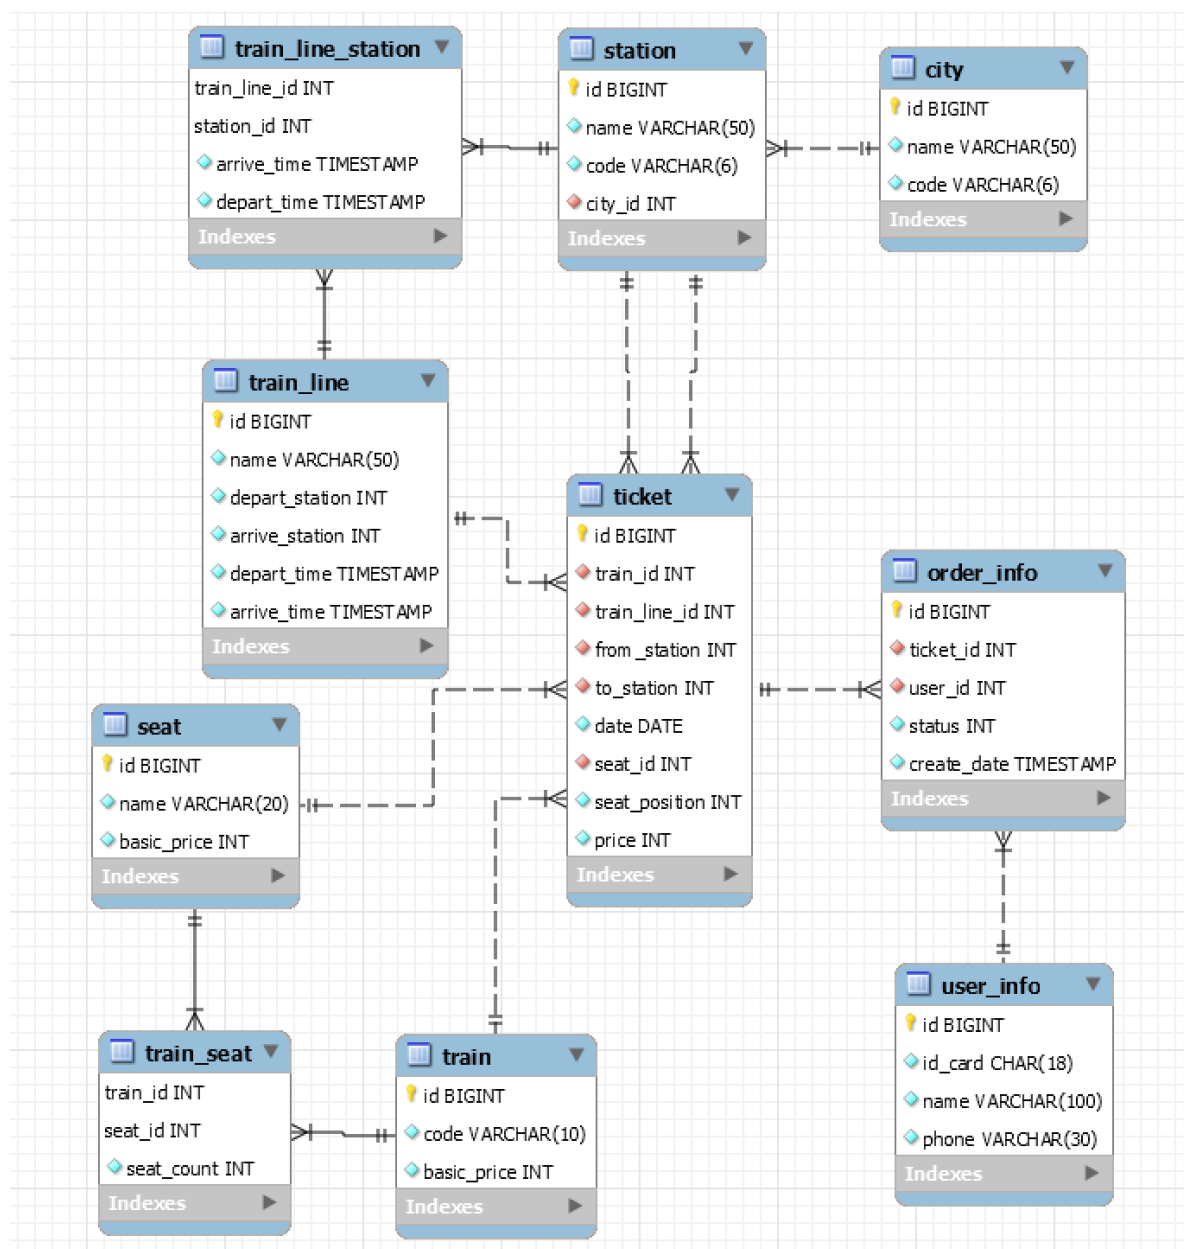 train_line_station
train_line_id INT
station_id INT
arrive_time TIMESTAMP
depart_time TIMESTAMP
Indexes
station
id BIGINT
name VARCHAR(50)
code VARCHAR(6)
city_id INT
Indexes
city
id BIGINT
name VARCHAR(50)
code VARCHAR(6)
Indexes
train_line
id BIGINT
name VARCHAR(50)
depart_station INT
arrive_station INT
depart_time TIMESTAMP
arrive_time TIMESTAMP
Indexes
ticket
id BIGINT
train_id INT
train_line_id INT
from_station INT
to_station INT
date DATE
seat_id INT
seat_position INT
price INT
Indexes
order_info
id BIGINT
ticket_id INT
user_id INT
status INT
create_date TIMESTAMP
Indexes
seat
id BIGINT
name VARCHAR(20)
basic_price INT
Indexes
train_seat
train_id INT
seat_id INT
seat_count INT
Indexes
train
id BIGINT
code VARCHAR(10)
basic_price INT
Indexes
user_info
id BIGINT
id_card CHAR(18)
name VARCHAR(100)
phone VARCHAR(30)
Indexes